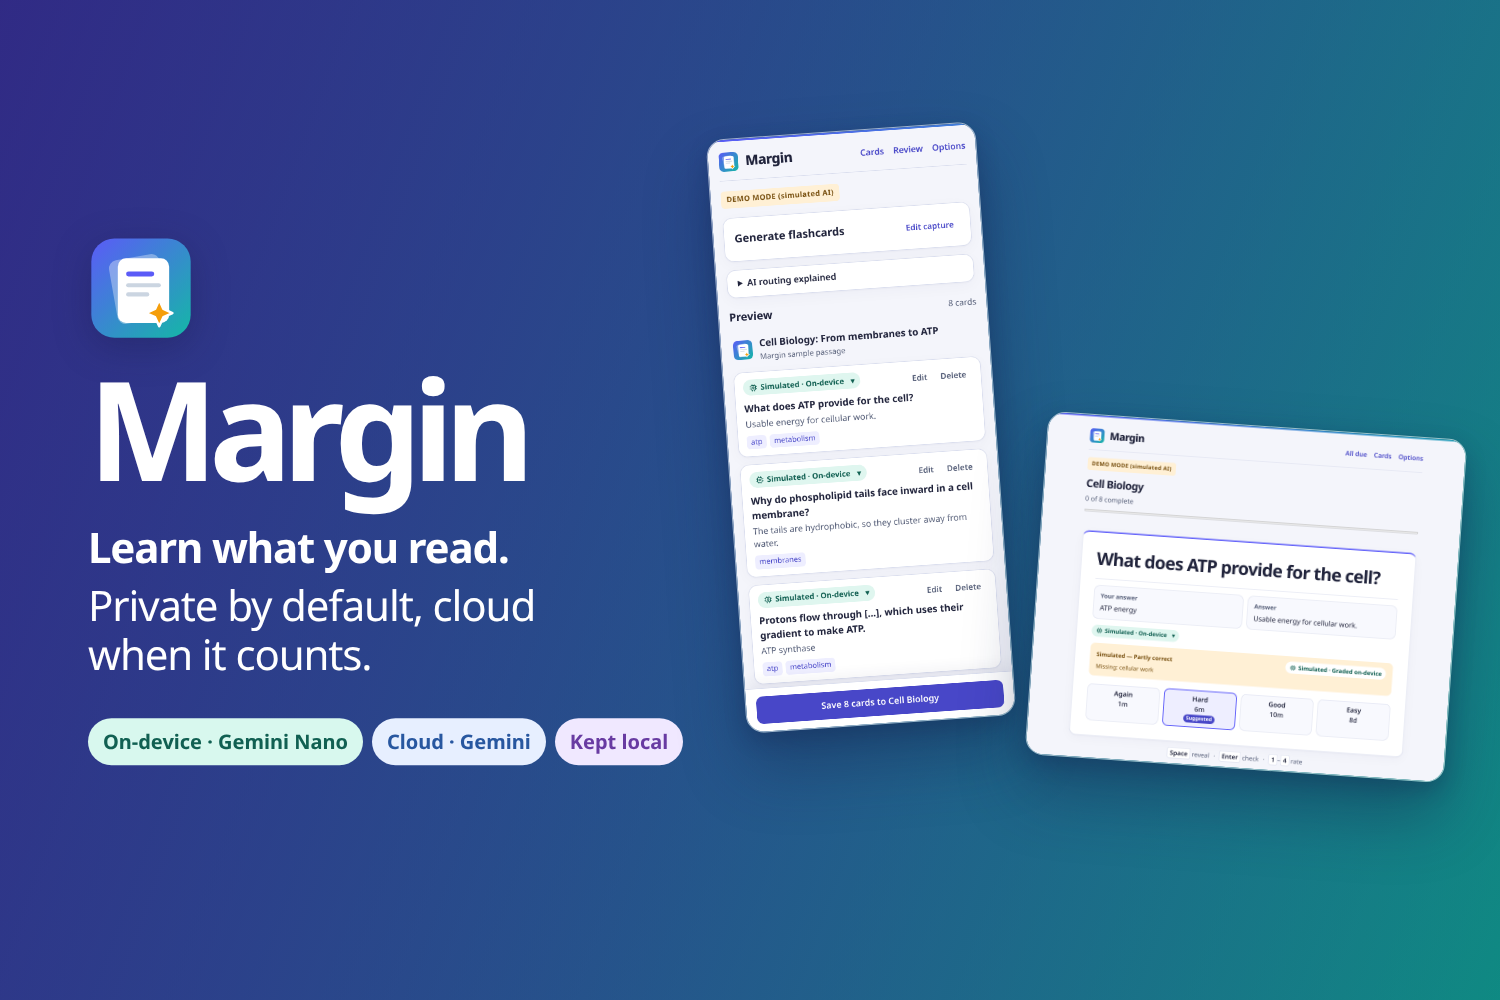 Margin
Learn what you read.
Private by default, cloud
when it counts.
On-device · Gemini Nano
Cloud · Gemini
Kept local
Margin
Cards Review Options
DEMO MODE (simulated AI)
Generate flashcards
Edit capture
▶ AI routing explained
Preview
8 cards
Cell Biology: From membranes to ATP
Margin sample passage
Simulated · On-device ▾
Edit Delete
What does ATP provide for the cell?
Usable energy for cellular work.
atp metabolism
Simulated · On-device ▾
Edit Delete
Why do phospholipid tails face inward in a cell
membrane?
The tails are hydrophobic, so they cluster away from
water.
membranes
Simulated · On-device ▾
Edit Delete
Protons flow through [...], which uses their
gradient to make ATP.
ATP synthase
atp metabolism
Save 8 cards to Cell Biology
Margin
All due Cards Options
DEMO MODE (simulated AI)
Cell Biology
0 of 8 complete
What does ATP provide for the cell?
Your answer
ATP energy
Answer
Usable energy for cellular work.
Simulated · On-device ▾
Simulated — Partly correct
Missing: cellular work
Simulated · Graded on-device
Again
1m
Hard
6m
Suggested
Good
10m
Easy
8d
Space reveal · Enter check · 1 - 4 rate